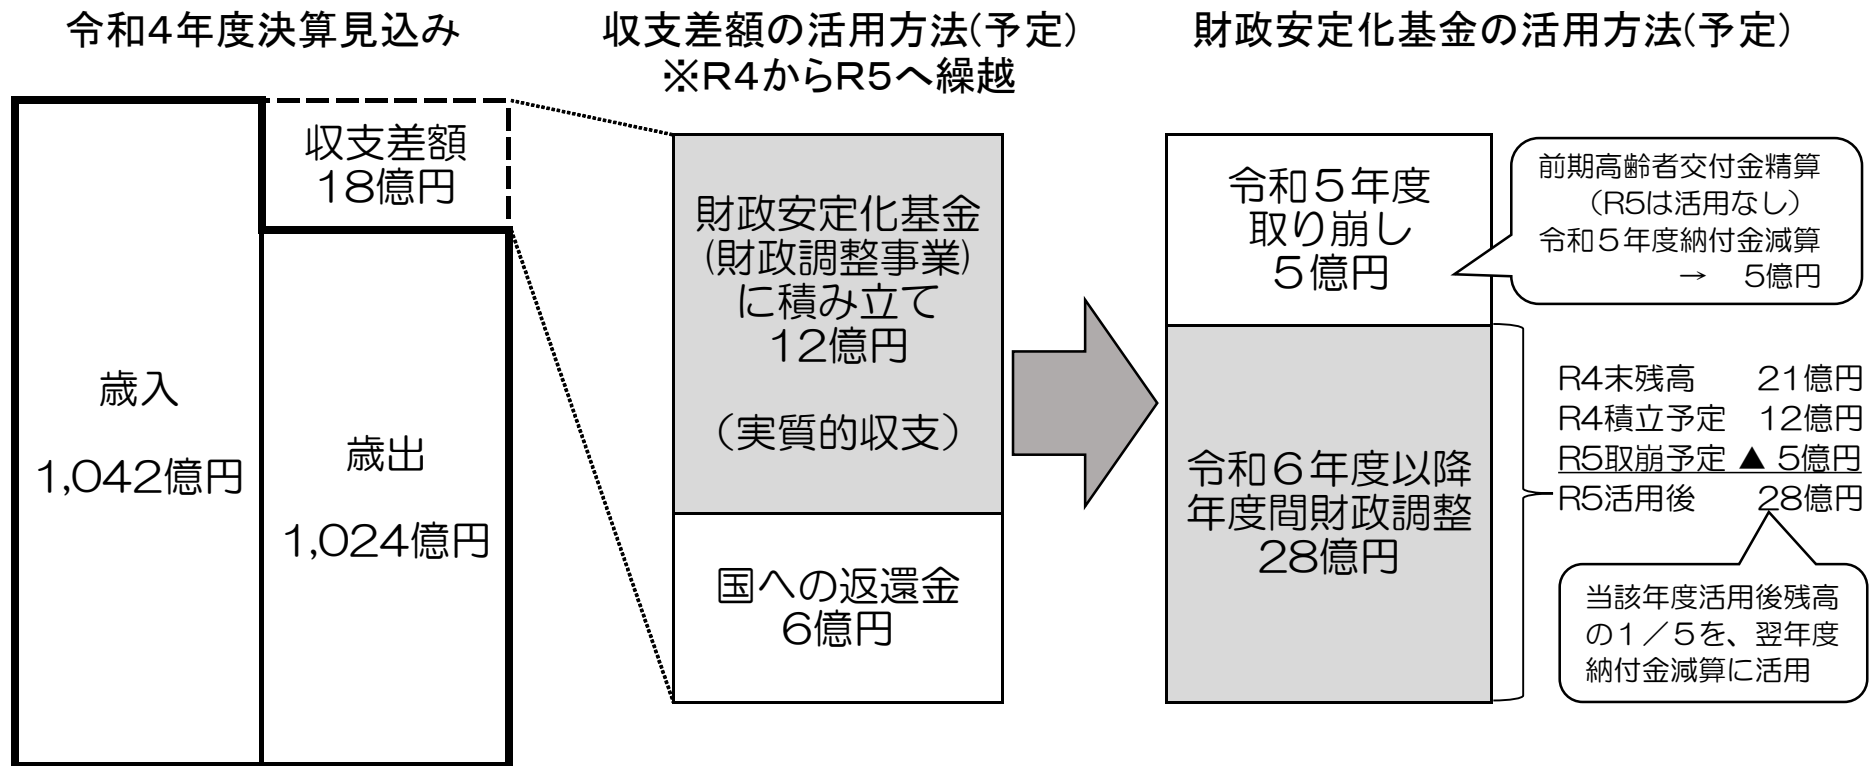 令和4年度決算見込み
収支差額
18億円
歳入
1,042億円
歳出
1,024億円
収支差額の活用方法(予定)
※R4からR5へ繰越
財政安定化基金
(財政調整事業)
に積み立て
12億円
（実質的収支）
国への返還金
6億円
財政安定化基金の活用方法(予定)
令和５年度
取り崩し
５億円
令和６年度以降
年度間財政調整
28億円
前期高齢者交付金精算
（R5は活用なし）
令和５年度納付金減算
→　5億円
R4末残高　21億円
R4積立予定　12億円
R5取崩予定 ▲ 5億円
R5活用後　28億円
当該年度活用後残高
の１／５を、翌年度
納付金減算に活用